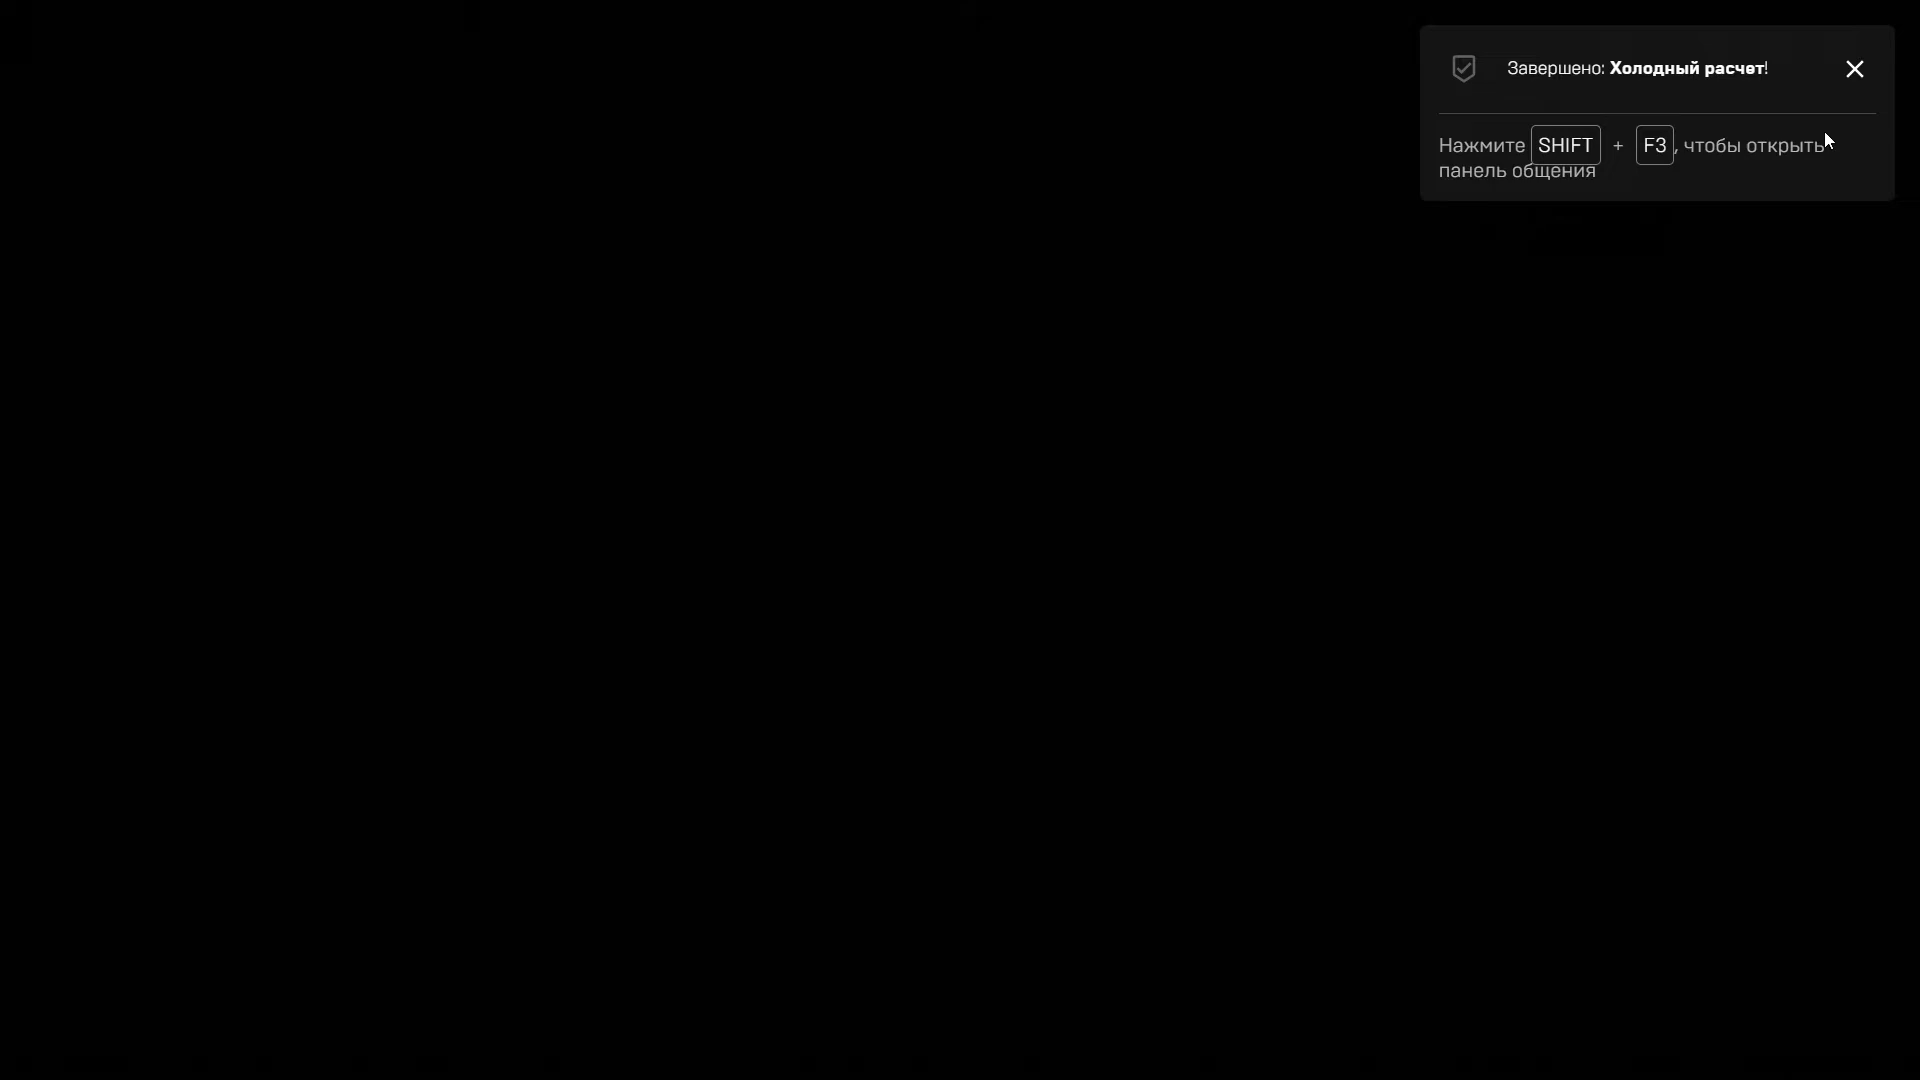 Завершено: Холодный расчет!
Нажмите SHIFT + F3, чтобы открыть
панель общения